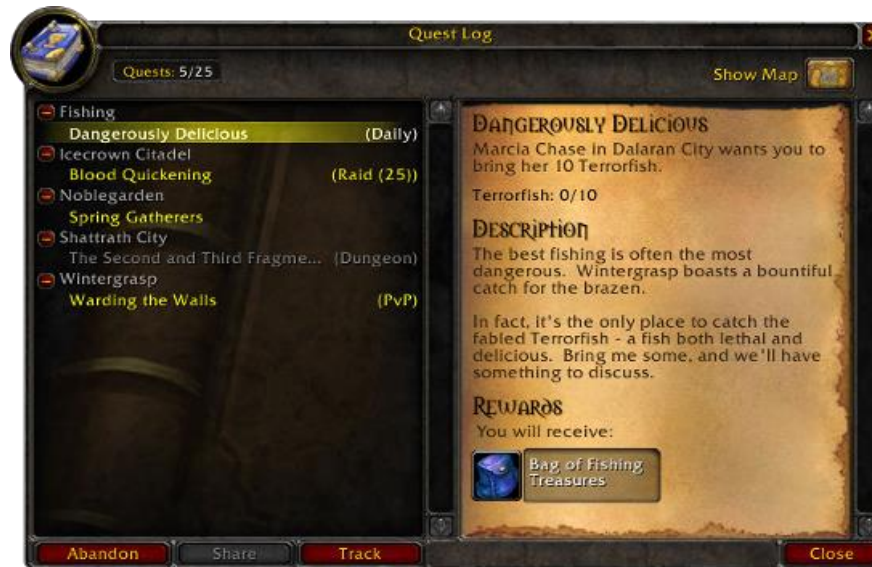 Quest Log
Quests: 5/25
Show Map
Fishing
Dangerously Delicious (Daily)
Icecrown Citadel
Blood Quickening (Raid (25))
Noblegarden
Spring Gatherers
Shattrath City
The Second and Third Fragme... (Dungeon)
Wintergrasp
Warding the Walls (PvP)
Dangerously Delicious
Marcia Chase in Dalaran City wants you to
bring her 10 Terrorfish.
Terrorfish: 0/10
Description
The best fishing is often the most
dangerous. Wintergrasp boasts a bountiful
catch for the brazen.
In fact, it's the only place to catch the
fabled Terrorfish - a fish both lethal and
delicious. Bring me some, and we'll have
something to discuss.
Rewards
You will receive:
Bag of Fishing
Treasures
Abandon
Share
Track
Close